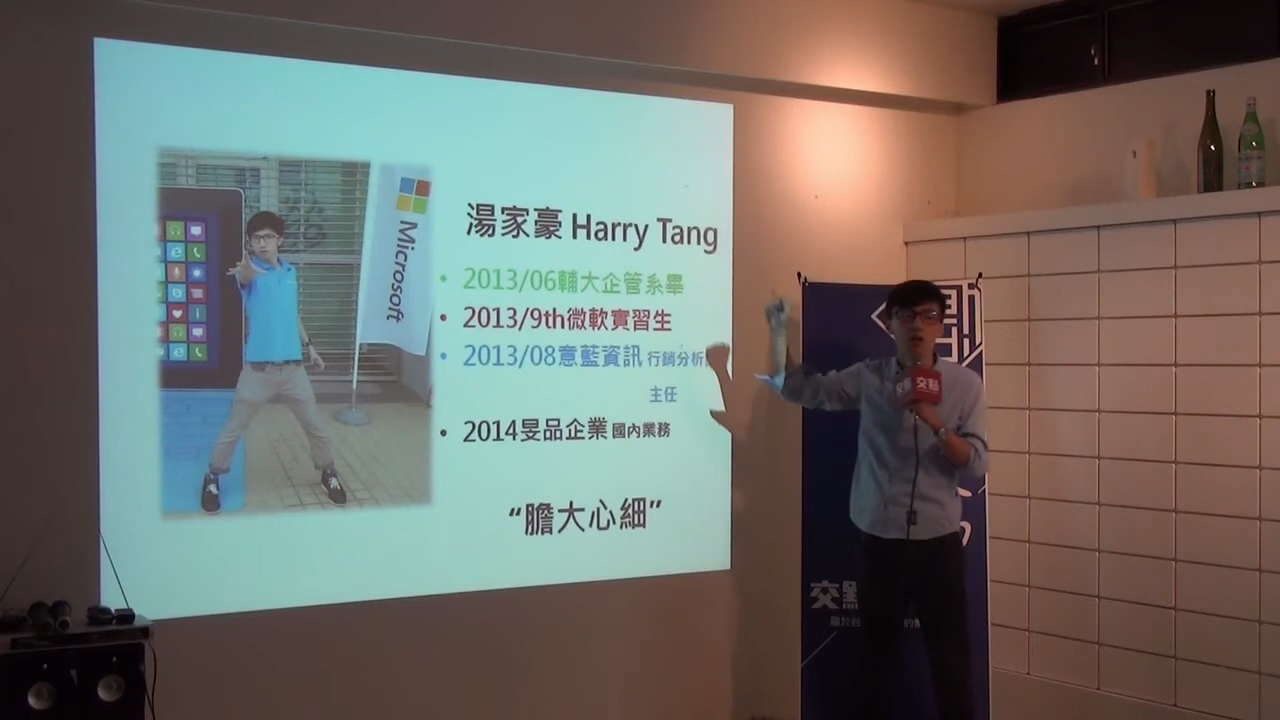 Microsoft
湯家豪 Harry Tang
• 2013/06輔大企管系畢
• 2013/9th微軟實習生
• 2013/08意藍資訊 行銷分析
主任
• 2014旻品企業 國內業務
“膽大心細”
交點
交點